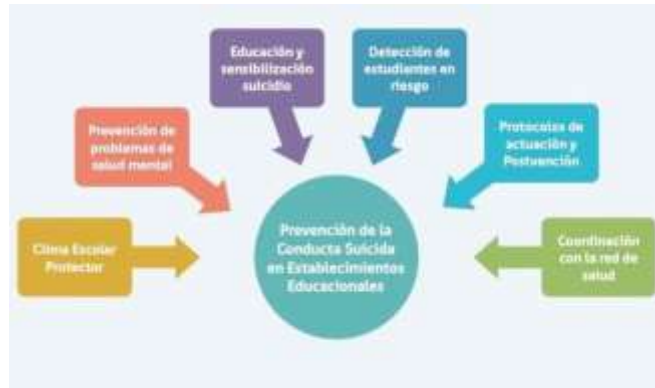 Educación y
sensibilización
suicidio
Detección de
estudiantes en
riesgo
Prevención de
problemas de
salud mental
Protocolos de
actuación y
Postvención
Clima Escolar
Protector
Prevención de la
Conducta Suicida
en Establecimientos
Educacionales
Coordinación
con la red de
salud